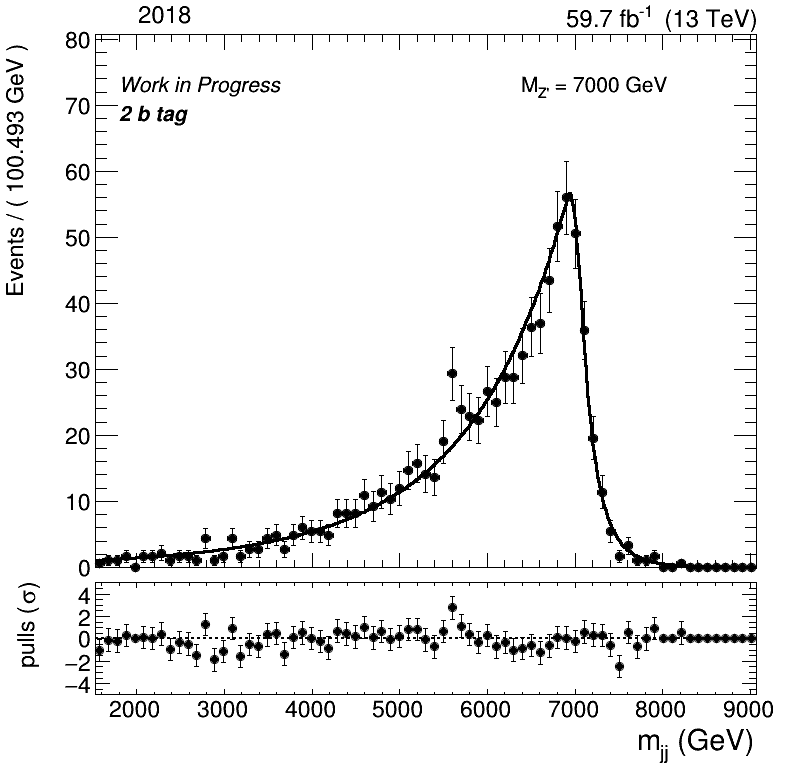 2018 59.7 fb⁻¹ (13 TeV)
Events / ( 100.493 GeV )
80
70
60
50
40
30
20
10
0
Work in Progress
2 b tag
M_Z' = 7000 GeV
pulls (σ)
4
2
0
−2
−4
2000 3000 4000 5000 6000 7000 8000 9000
m_jj (GeV)